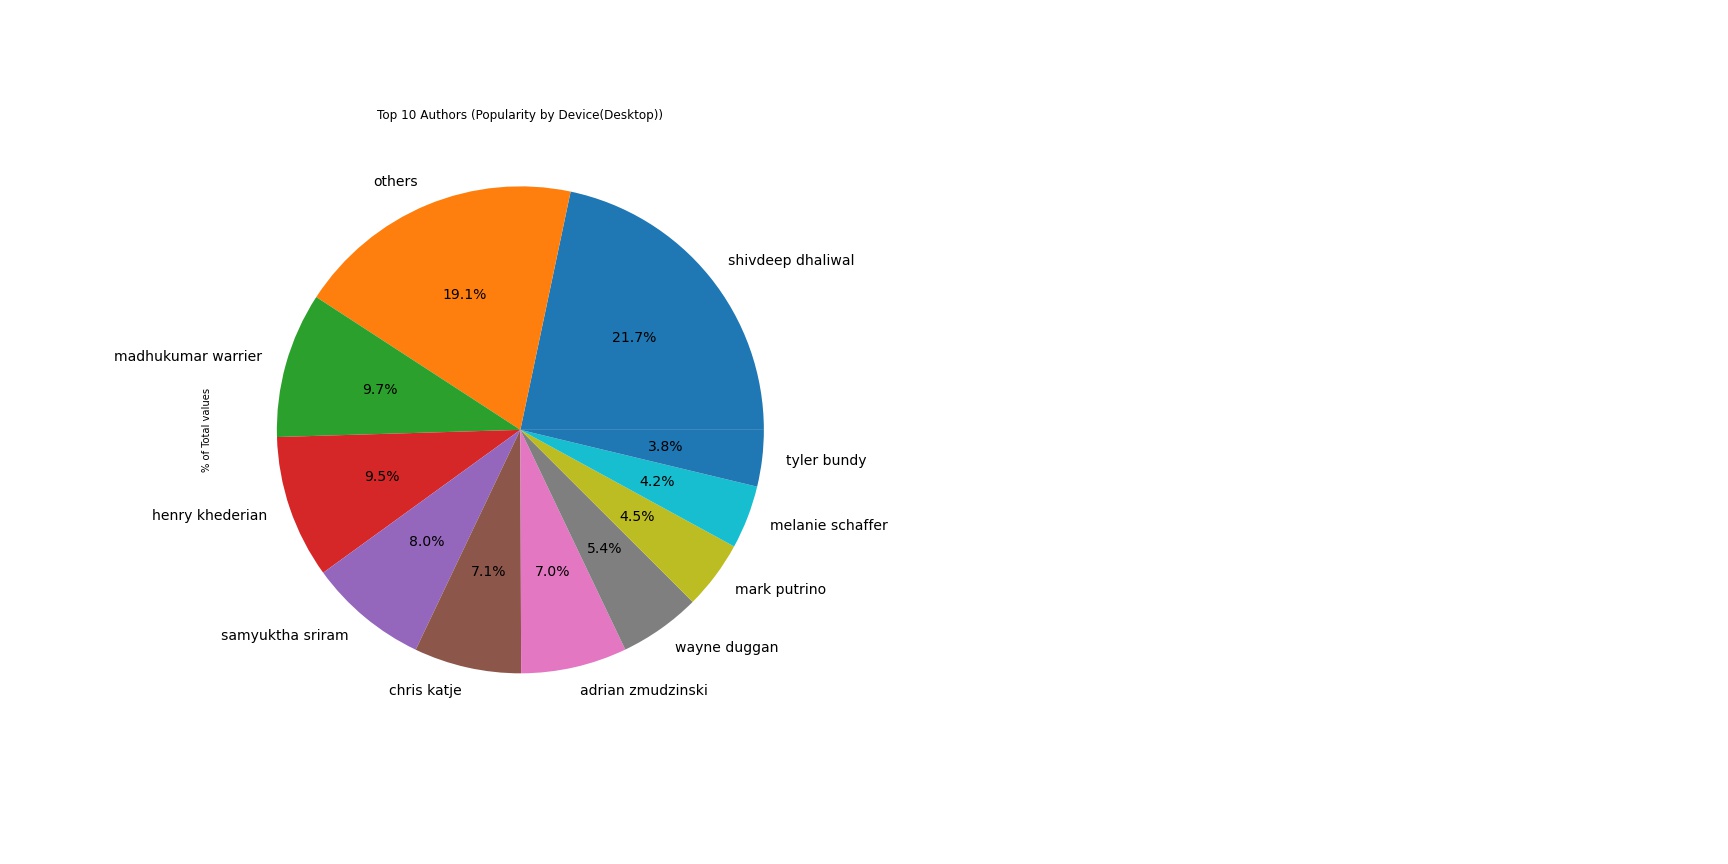 Top 10 Authors (Popularity by Device(Desktop))
others
shivdeep dhaliwal
19.1%
21.7%
madhukumar warrier
9.7%
% of Total values
3.8%
tyler bundy
9.5%
4.2%
henry khederian
4.5%
melanie schaffer
8.0%
5.4%
7.1%
7.0%
mark putrino
samyuktha sriram
wayne duggan
chris katje
adrian zmudzinski